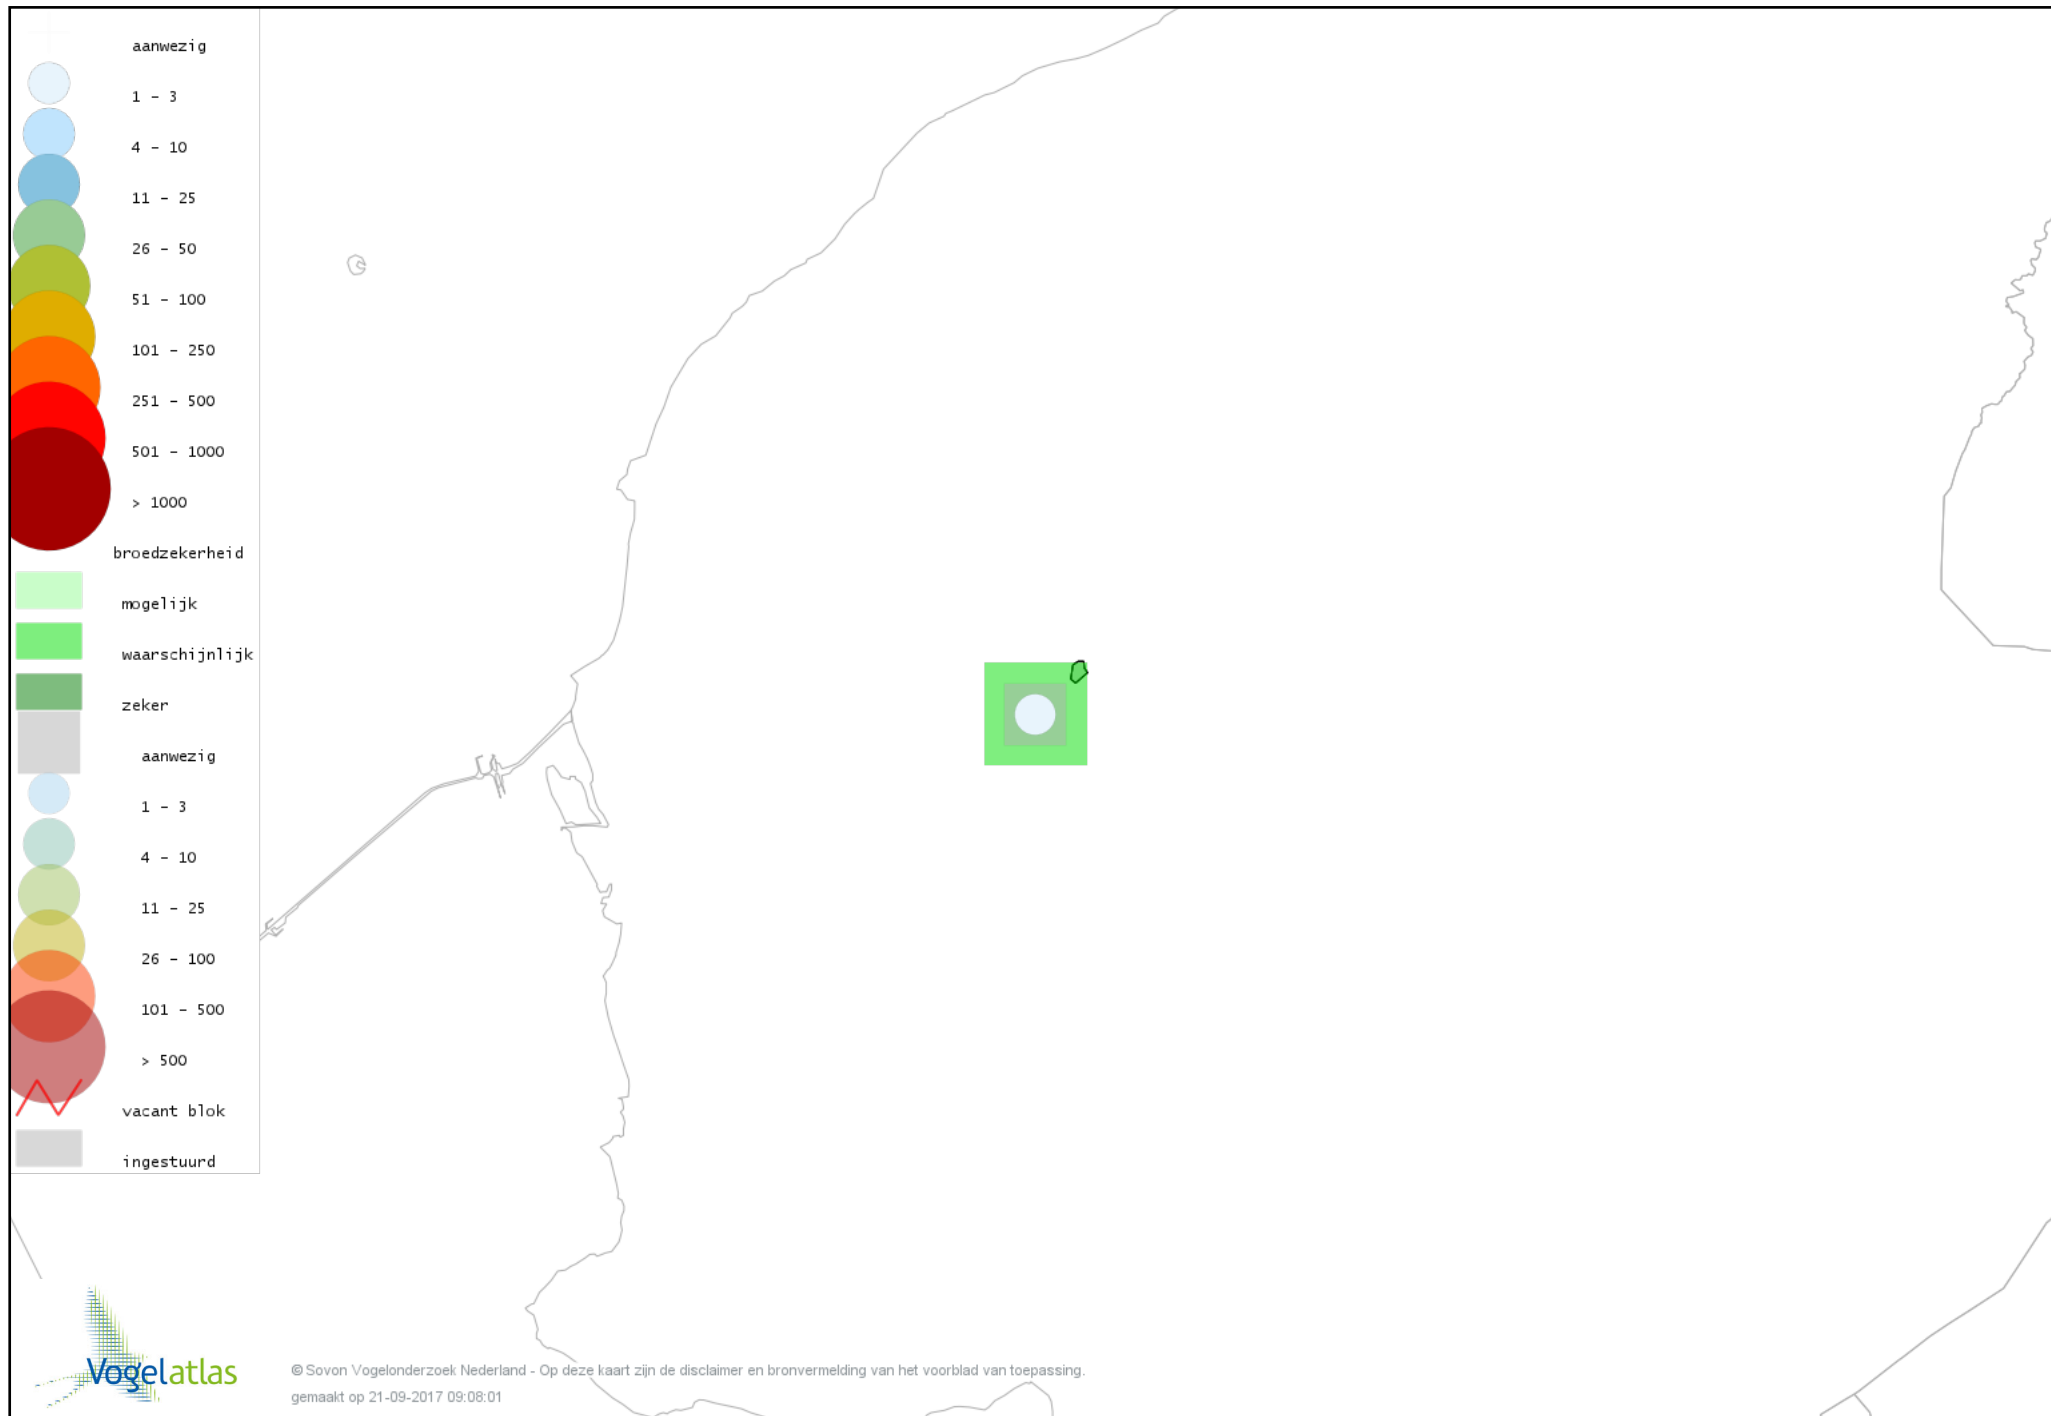 aanwezig
1 - 3
4 - 10
11 - 25
26 - 50
51 - 100
101 - 250
251 - 500
501 - 1000
> 1000
broedzekerheid
mogelijk
waarschijnlijk
zeker
aanwezig
1 - 3
4 - 10
11 - 25
26 - 100
101 - 500
> 500
vacant blok
ingestuurd
Vogelatlas
© Sovon Vogelonderzoek Nederland - Op deze kaart zijn de disclaimer en bronvermelding van het voorblad van toepassing.
gemaakt op 21-09-2017 09:08:01